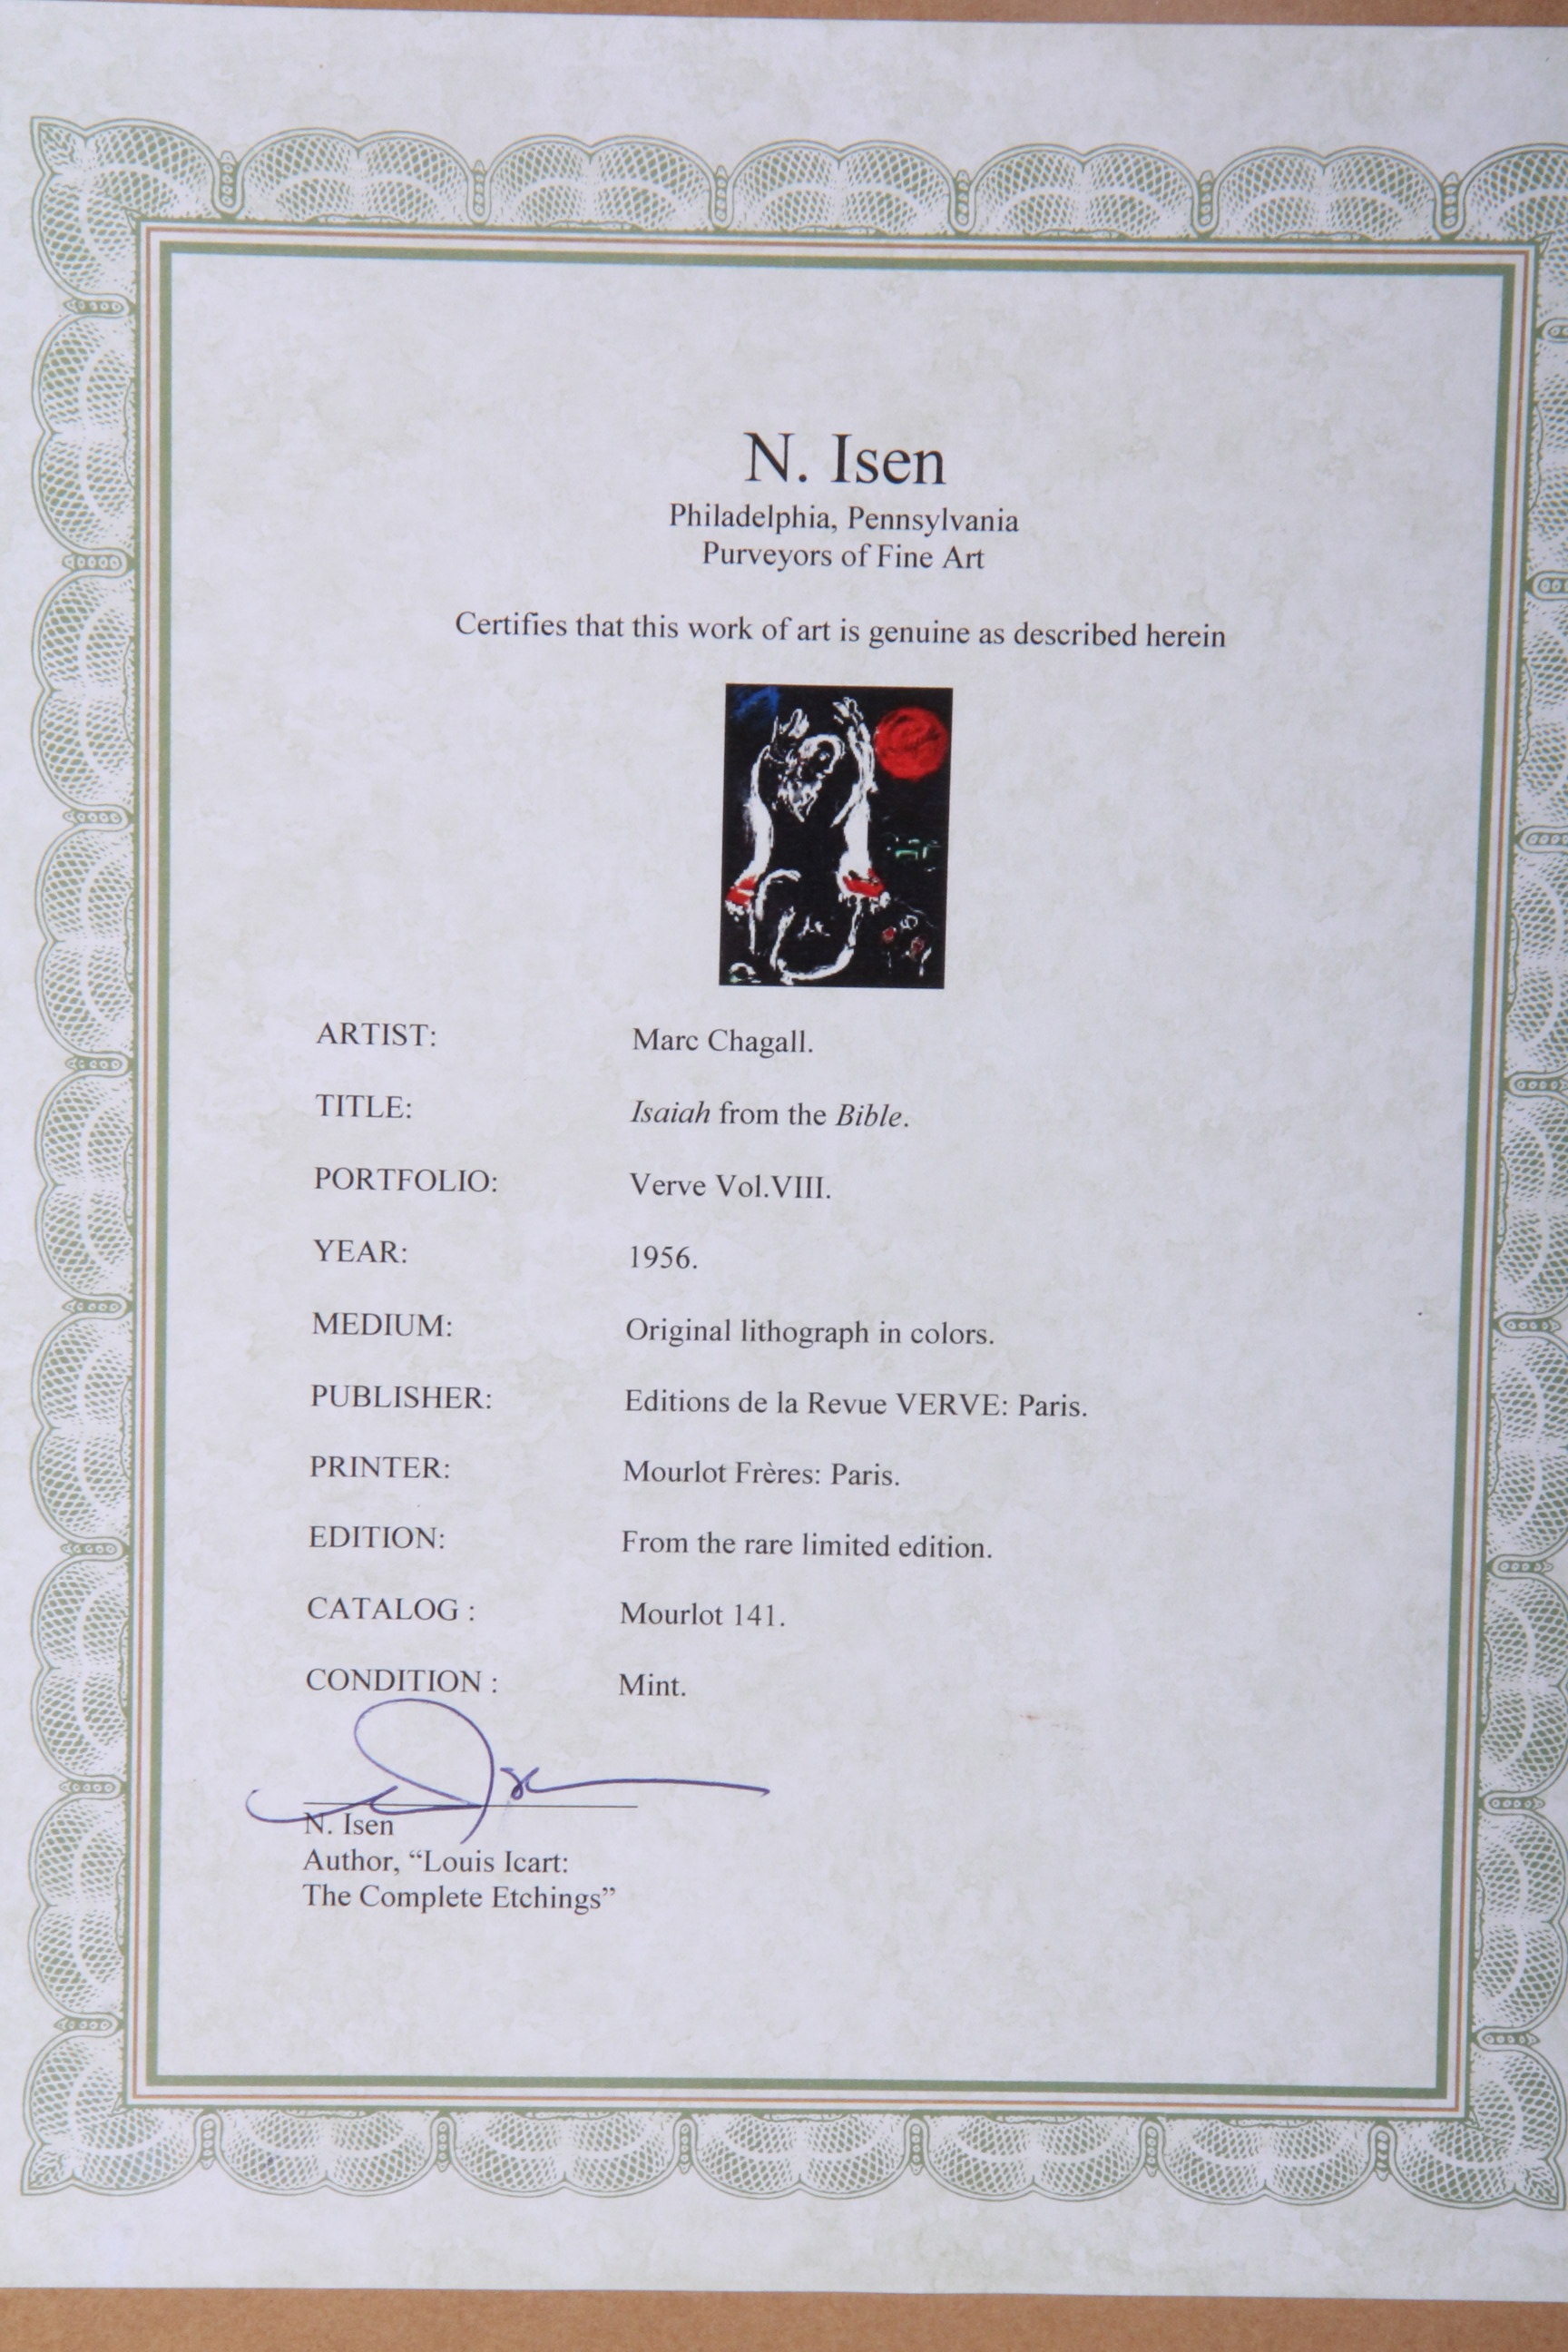 N. Isen
Philadelphia, Pennsylvania
Purveyors of Fine Art
Certifies that this work of art is genuine as described herein
ARTIST: Marc Chagall.
TITLE: Isaiah from the Bible.
PORTFOLIO: Verve Vol.VIII.
YEAR: 1956.
MEDIUM: Original lithograph in colors.
PUBLISHER: Editions de la Revue VERVE: Paris.
PRINTER: Mourlot Frères: Paris.
EDITION: From the rare limited edition.
CATALOG : Mourlot 141.
CONDITION : Mint.
N. Isen
Author, “Louis Icart:
The Complete Etchings”